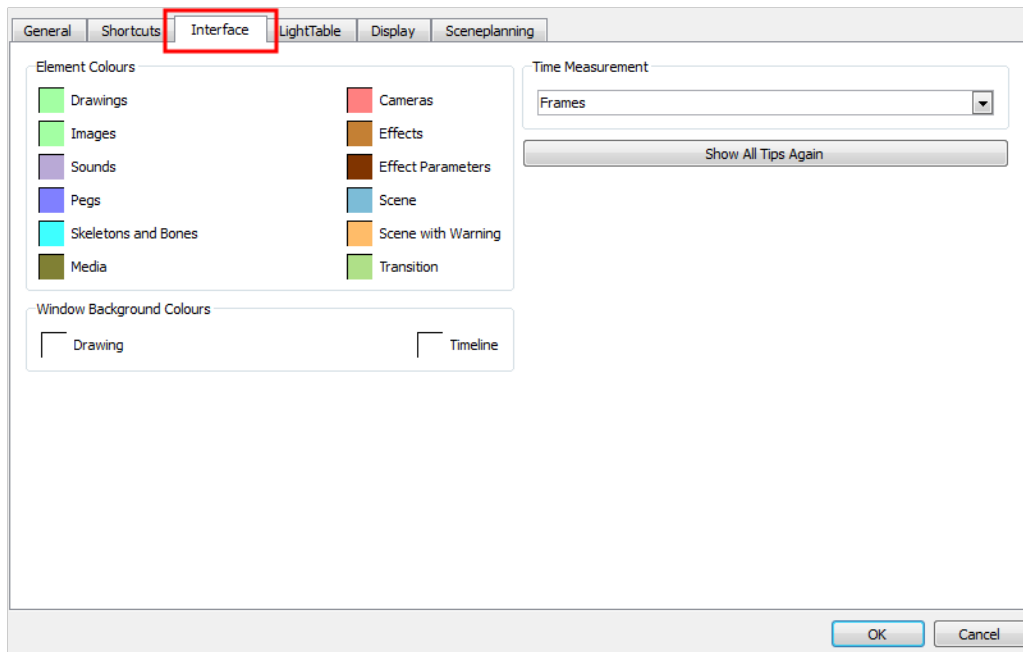 General Shortcuts Interface LightTable Display Sceneplanning
Element Colours
Drawings
Images
Sounds
Pegs
Skeletons and Bones
Media
Cameras
Effects
Effect Parameters
Scene
Scene with Warning
Transition
Window Background Colours
Drawing Timeline
Time Measurement
Frames
Show All Tips Again
OK Cancel